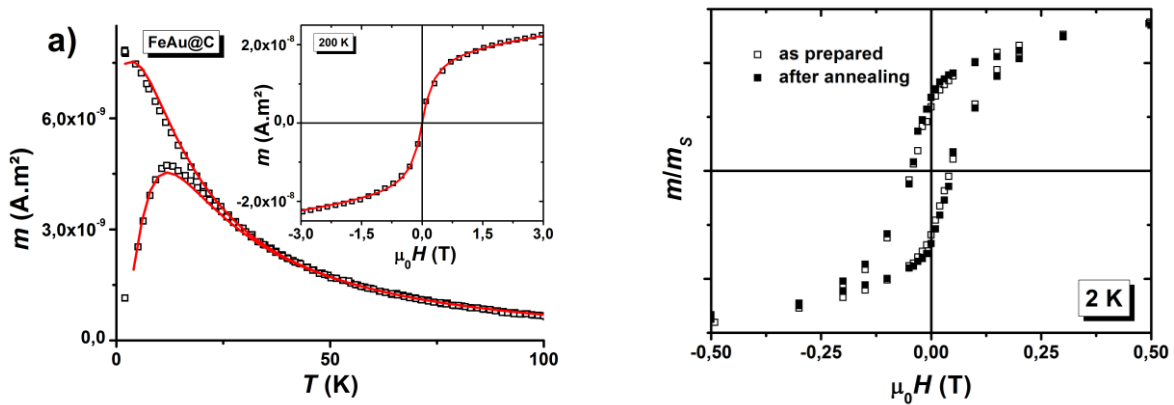 a)
FeAu@C
m (A.m²)
6,0x10⁻⁹
3,0x10⁻⁹
0,0
0
50
100
T (K)
200 K
m (A.m²)
2,0x10⁻⁸
0,0
-2,0x10⁻⁸
-3,0
-1,5
0,0
1,5
3,0
μ₀H (T)
as prepared
after annealing
m/mS
2 K
-0,50
-0,25
0,00
0,25
0,50
μ₀H (T)